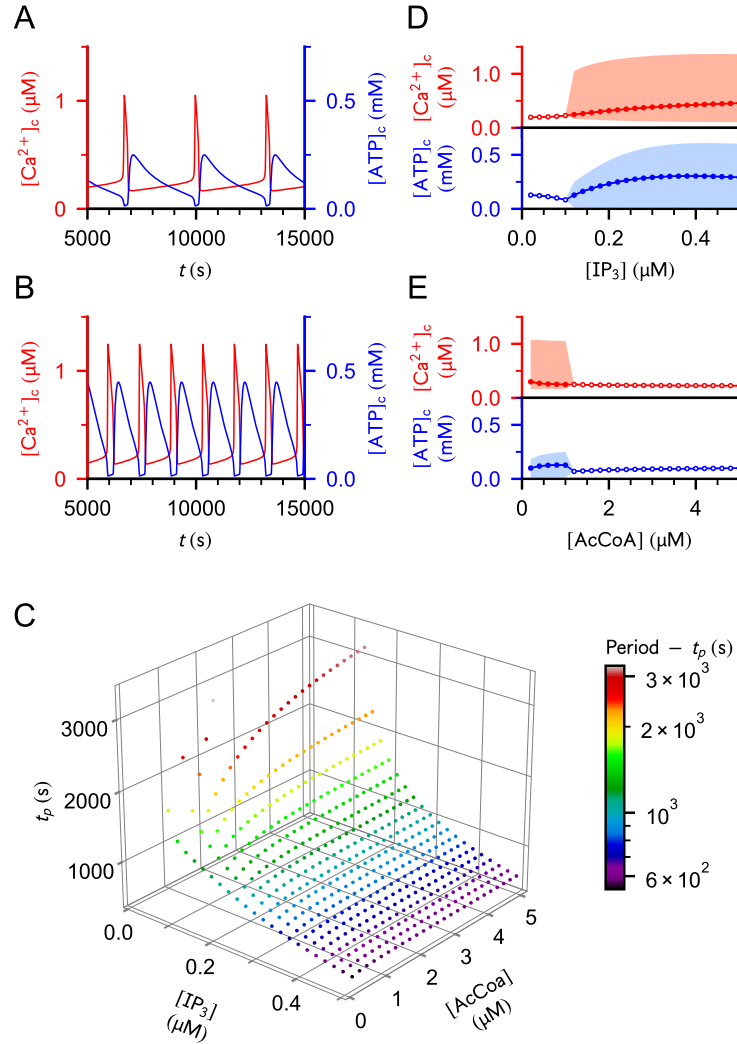 A
[Ca²⁺]c (μM)
1
0
[ATP]c (mM)
0.5
0.0
5000 10000 15000
t (s)
D
[Ca²⁺]c
(μM)
1.0
0.0
[ATP]c
(mM)
0.5
0.0
0.0 0.2 0.4
[IP₃] (μM)
B
[Ca²⁺]c (μM)
1
0
[ATP]c (mM)
0.5
0.0
5000 10000 15000
t (s)
E
[Ca²⁺]c
(μM)
1.0
0.0
[ATP]c
(mM)
0.5
0.0
0 2 4
[AcCoA] (μM)
C
tₚ (s)
3000
2000
1000
0.0
0.2
0.4
[IP₃]
(μM)
0
1
2
3
4
5
[AcCoa]
(μM)
Period − tₚ (s)
3 × 10³
2 × 10³
10³
6 × 10²